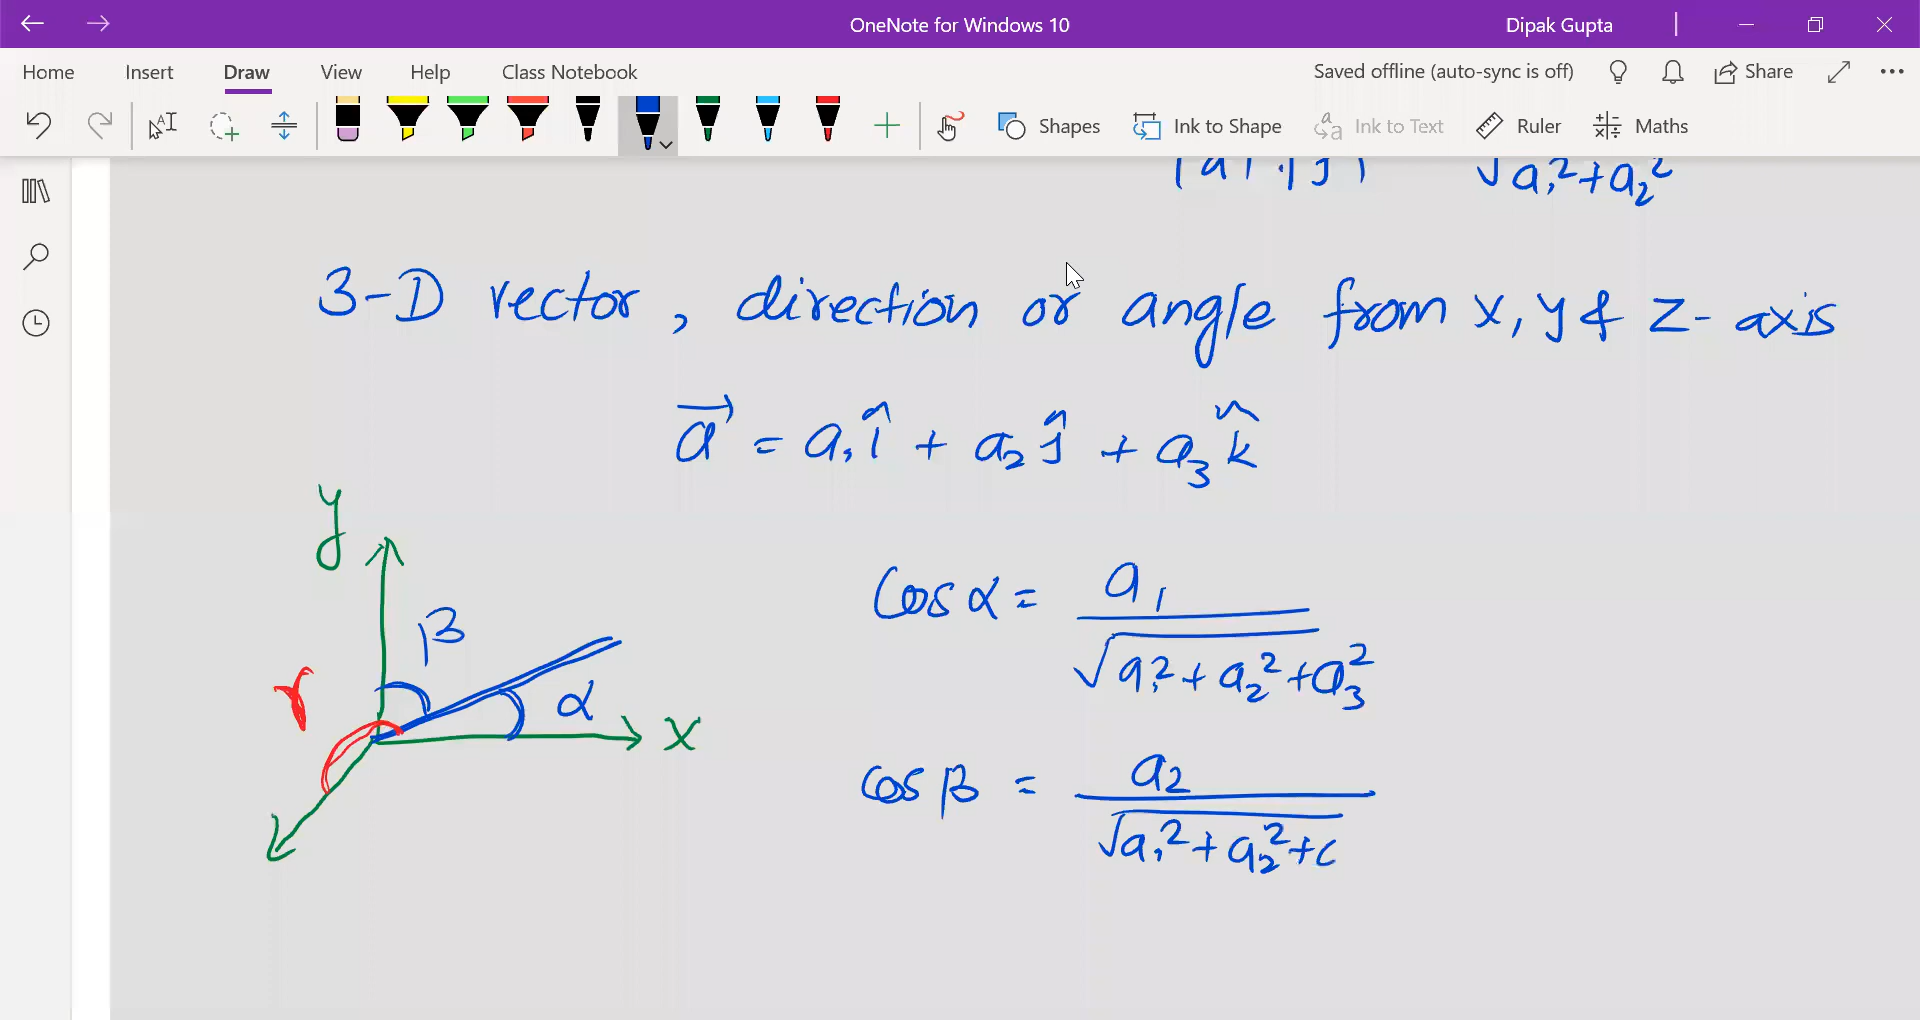 OneNote for Windows 10
Dipak Gupta
Home Insert Draw View Help Class Notebook
Saved offline (auto-sync is off) Share
Shapes Ink to Shape Ink to Text Ruler Maths
√a₁²+a₂²
3-D vector, direction or angle from x, y & z-axis
a⃗ = a₁î + a₂ĵ + a₃k̂
y
β
γ
α
x
cos α = a₁ / √a₁²+a₂²+a₃²
cos β = a₂ / √a₁²+a₂²+c